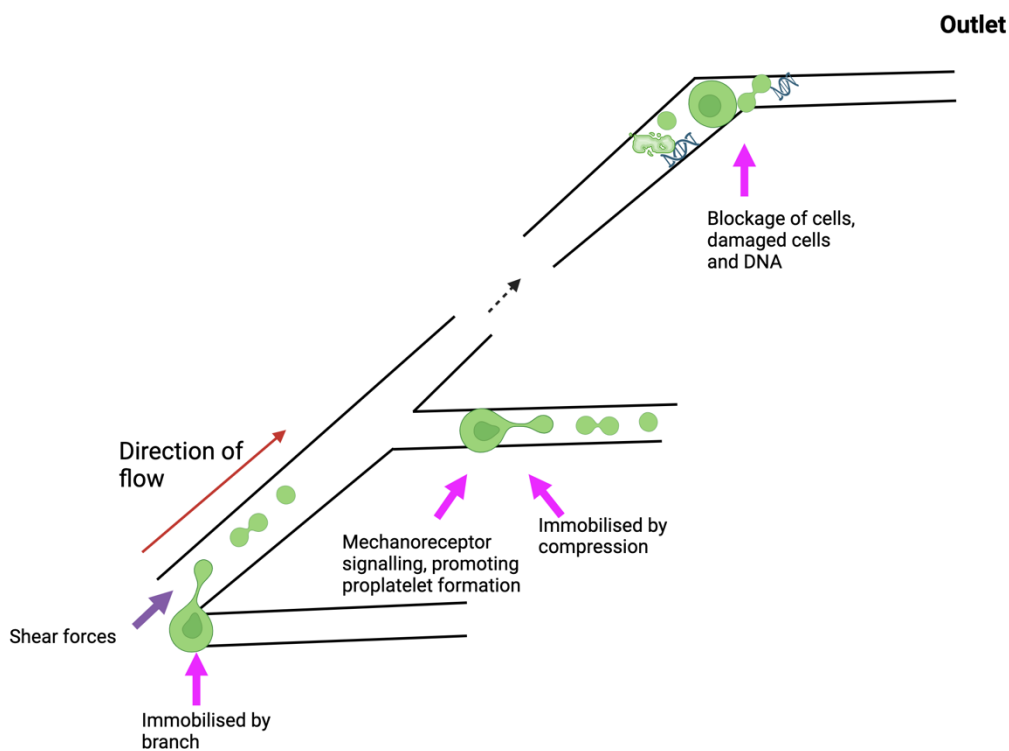 Outlet
Blockage of cells,
damaged cells
and DNA
Direction of
flow
Mechanoreceptor
signalling, promoting
proplatelet formation
Immobilised by
compression
Shear forces
Immobilised by
branch